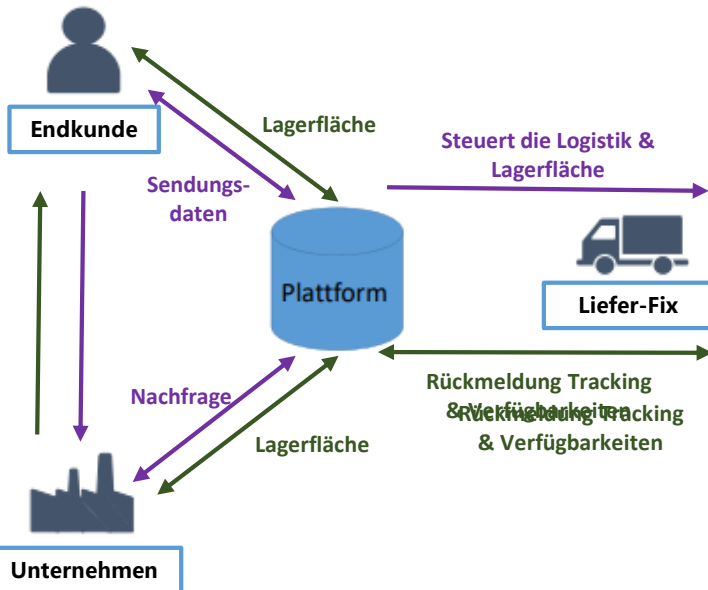 Endkunde
Lagerfläche
Steuert die Logistik &
Lagerfläche
Sendungs-
daten
Plattform
Liefer-Fix
Nachfrage
Lagerfläche
Rückmeldung Tracking
& Verfügbarkeiten
Rückmeldung Tracking
& Verfügbarkeiten
Unternehmen